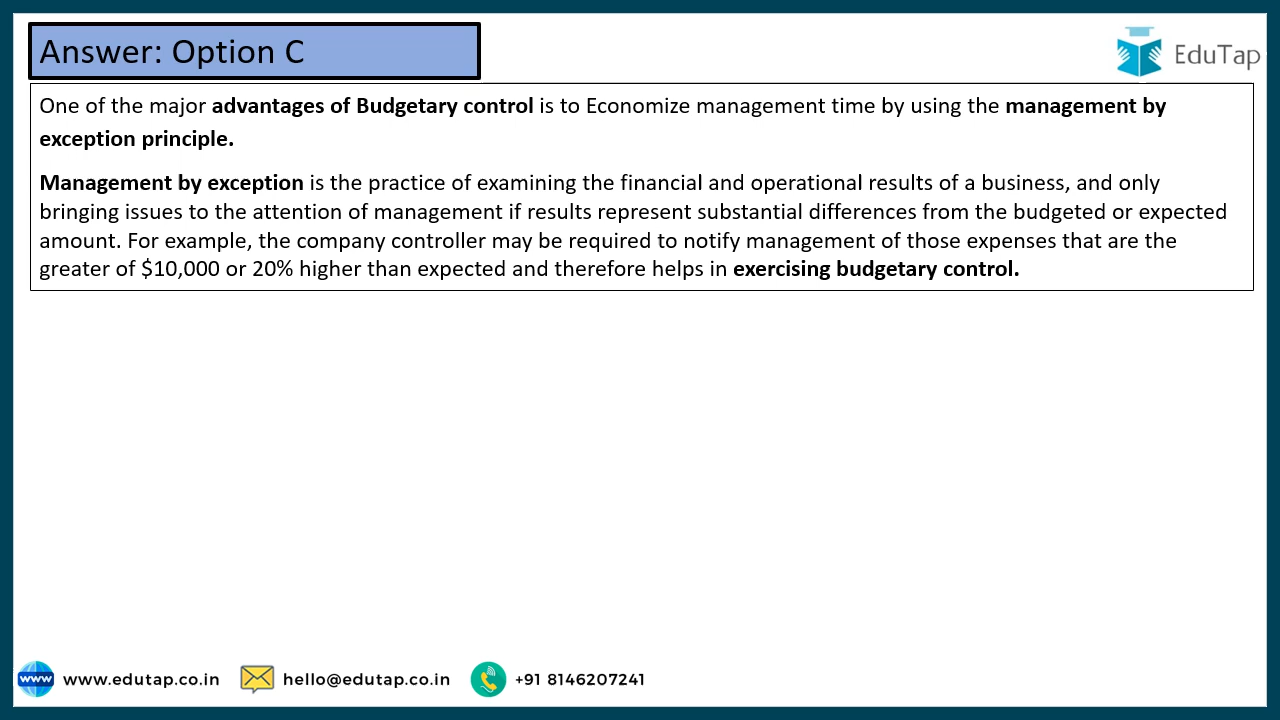 Answer: Option C
EduTap
One of the major advantages of Budgetary control is to Economize management time by using the management by
exception principle.
Management by exception is the practice of examining the financial and operational results of a business, and only
bringing issues to the attention of management if results represent substantial differences from the budgeted or expected
amount. For example, the company controller may be required to notify management of those expenses that are the
greater of $10,000 or 20% higher than expected and therefore helps in exercising budgetary control.
www www.edutap.co.in hello@edutap.co.in +91 8146207241